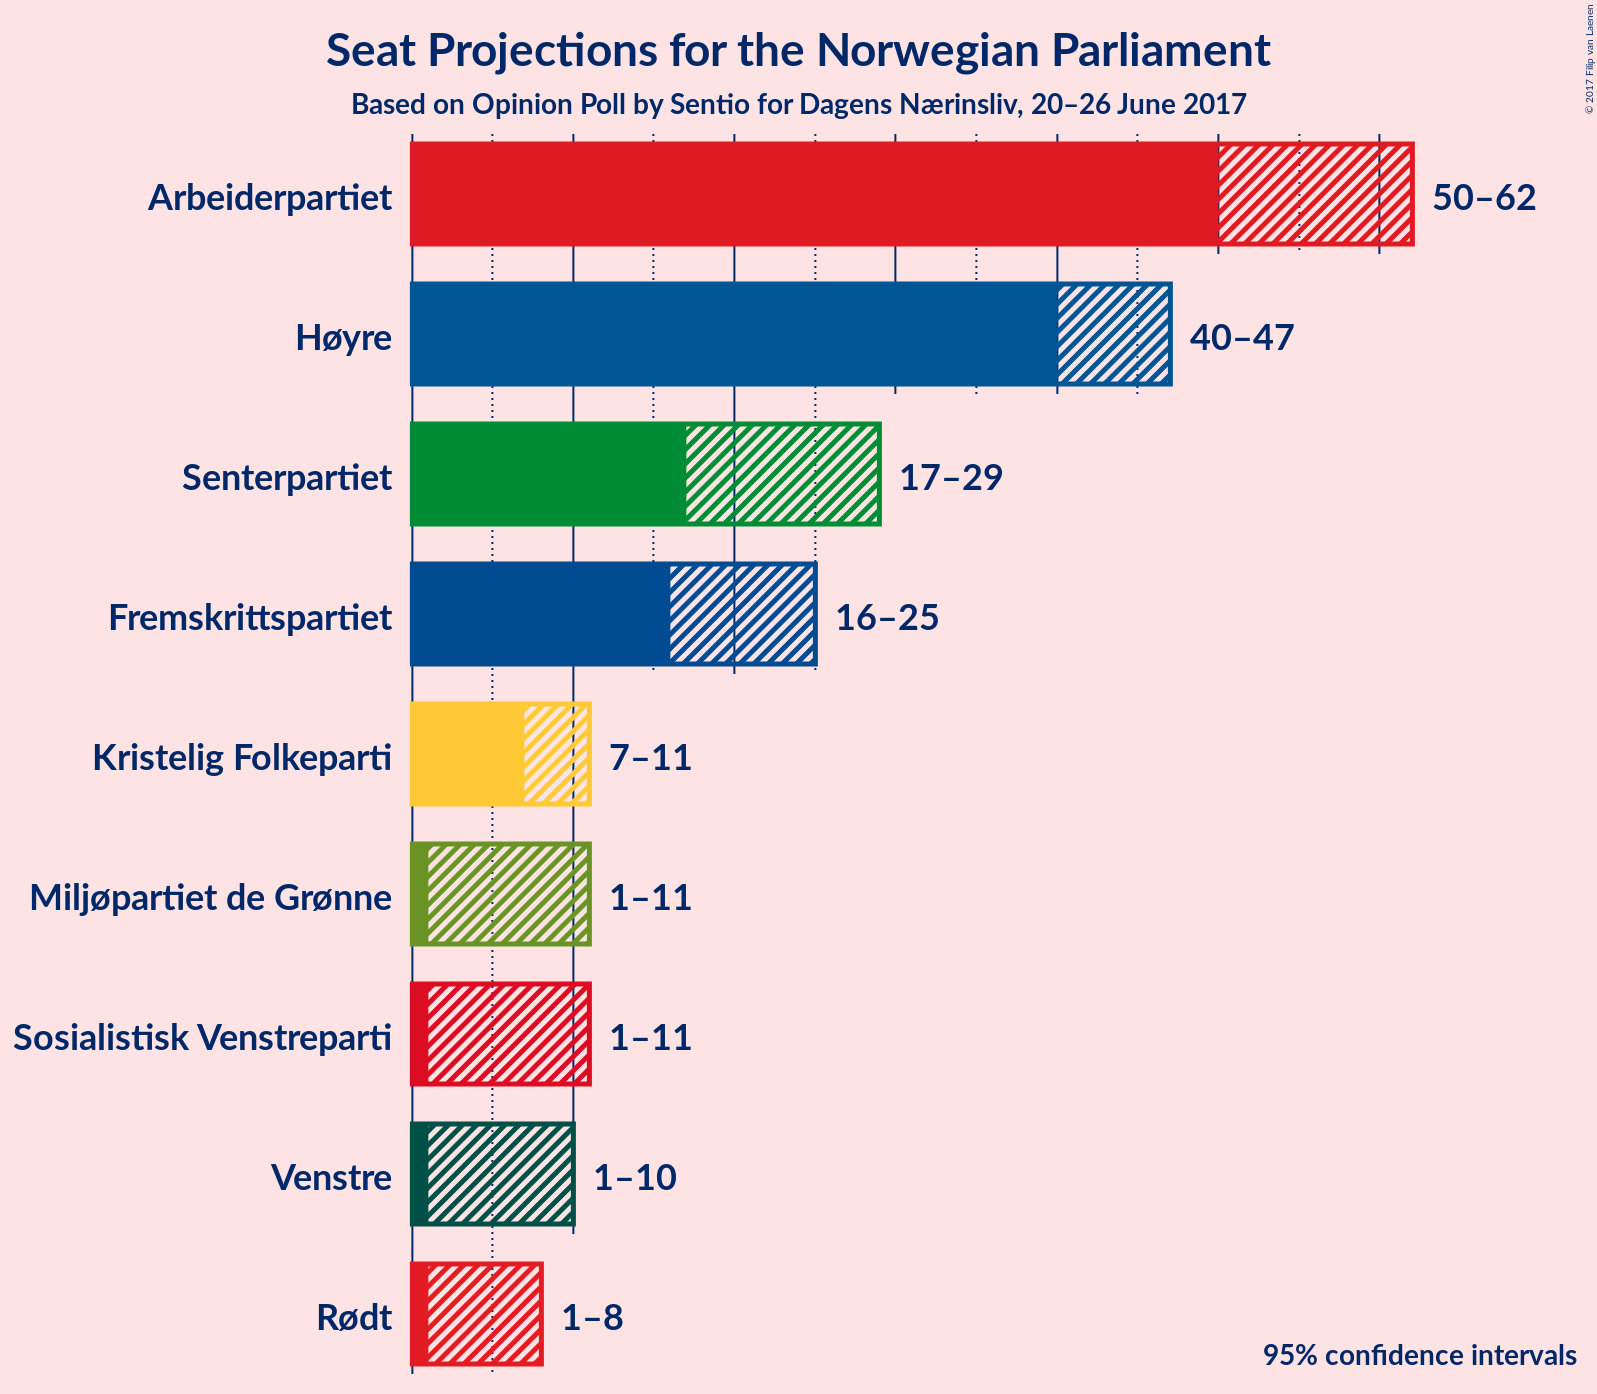 Seat Projections for the Norwegian Parliament
Based on Opinion Poll by Sentio for Dagens Nærinsliv, 20–26 June 2017
© 2017 Filip van Laenen
Arbeiderpartiet 50–62
Høyre 40–47
Senterpartiet 17–29
Fremskrittspartiet 16–25
Kristelig Folkeparti 7–11
Miljøpartiet de Grønne 1–11
Sosialistisk Venstreparti 1–11
Venstre 1–10
Rødt 1–8
95% confidence intervals